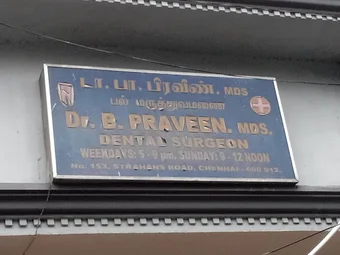 டா. பா. பிரவீண். MDS
பல் மருத்துவமணை
Dr. B. PRAVEEN. MDS.
DENTAL SURGEON
WEEKDAYS: 5 - 9 pm. SUNDAY: 9 - 12 NOON
No. 153, STRAHANS ROAD, CHENNAI - 600 012.